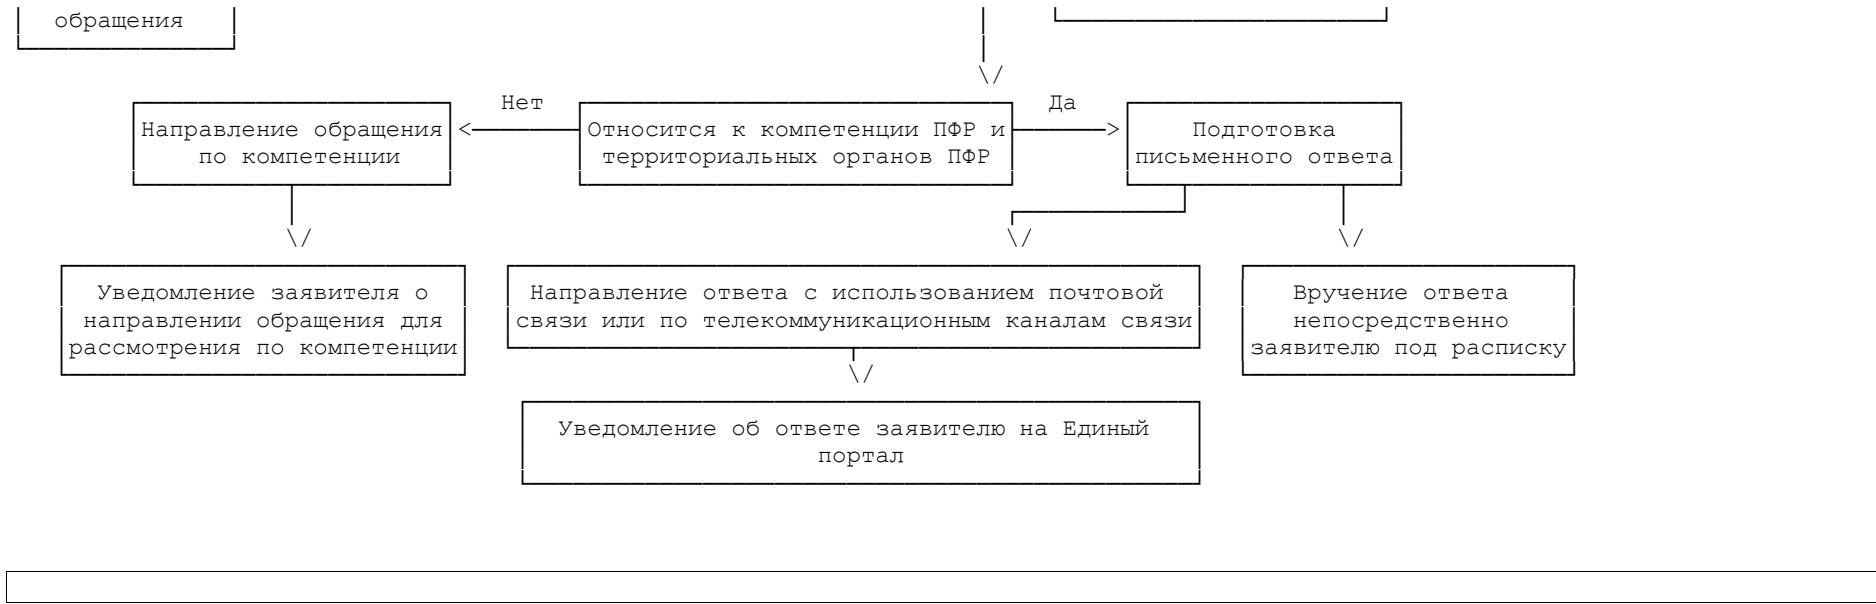 обращения
Нет
Да
Направление обращения
по компетенции
Относится к компетенции ПФР и
территориальных органов ПФР
Подготовка
письменного ответа
Уведомление заявителя о
направлении обращения для
рассмотрения по компетенции
Направление ответа с использованием почтовой
связи или по телекоммуникационным каналам связи
Вручение ответа
непосредственно
заявителю под расписку
Уведомление об ответе заявителю на Единый
портал